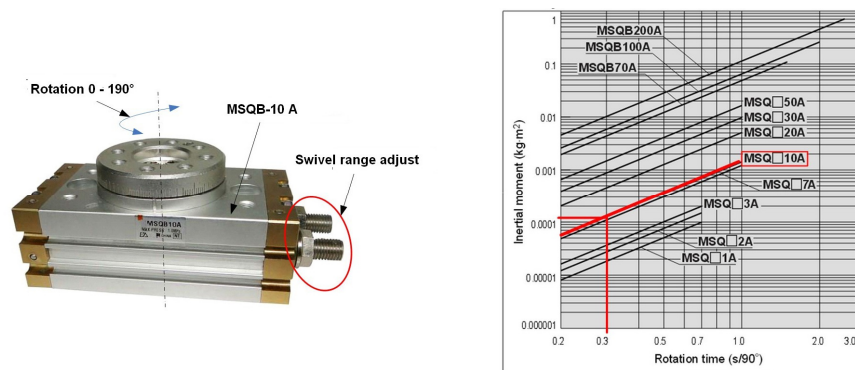 Rotation 0 - 190°
MSQB-10 A
Swivel range adjust
MSQB10A
Inertial moment (kg·m²)
1
0.1
0.01
0.001
0.0001
0.00001
0.000001
MSQB200A
MSQB100A
MSQB70A
MSQ□50A
MSQ□30A
MSQ□20A
MSQ□10A
MSQ□7A
MSQ□3A
MSQ□2A
MSQ□1A
0.2 0.3 0.5 0.7 1.0 2.0 3.0
Rotation time (s/90°)